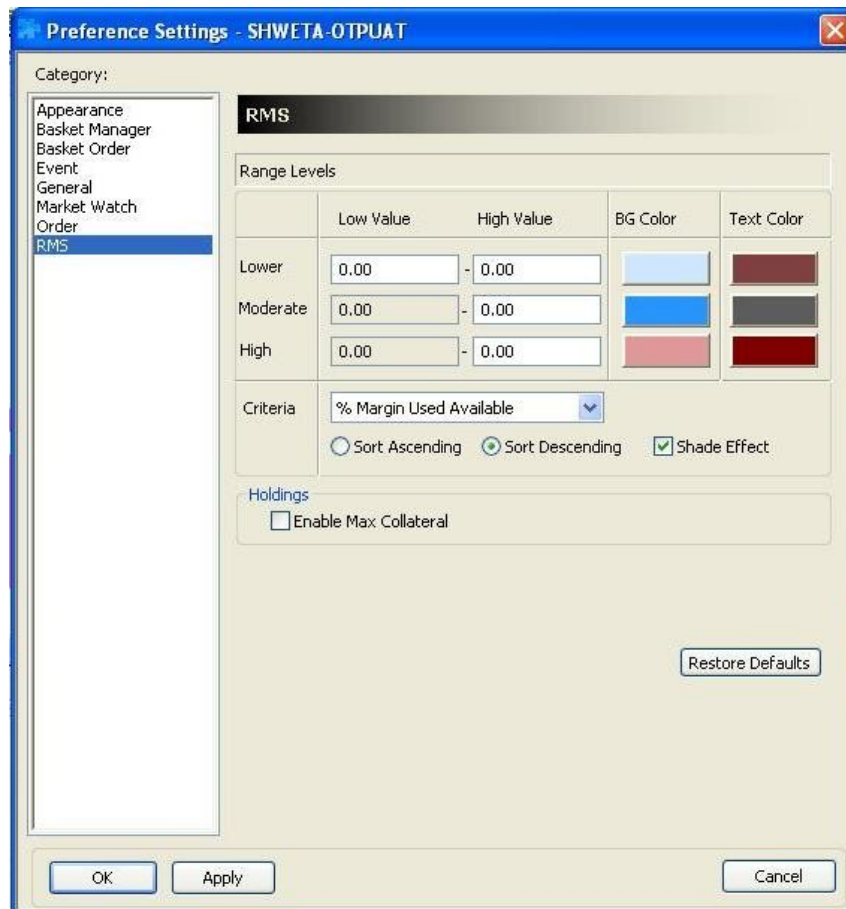 Preference Settings - SHWETA-OTPUAT
Category:
Appearance
Basket Manager
Basket Order
Event
General
Market Watch
Order
RMS
RMS
Range Levels
Low Value High Value BG Color Text Color
Lower 0.00 - 0.00
Moderate 0.00 - 0.00
High 0.00 - 0.00
Criteria % Margin Used Available
Sort Ascending Sort Descending Shade Effect
Holdings
Enable Max Collateral
Restore Defaults
OK Apply Cancel